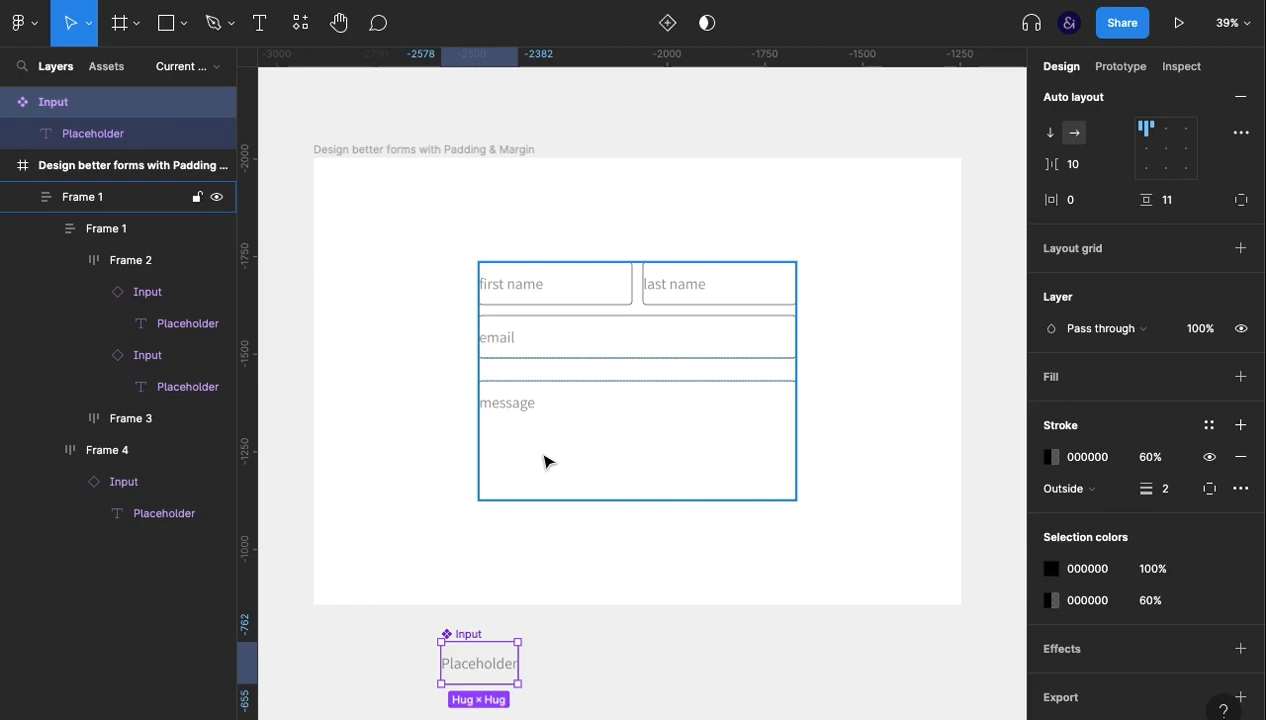 Share
39%
Layers
Assets
Current ...
Input
Placeholder
Design better forms with Padding ...
Frame 1
Frame 1
Frame 2
Input
Placeholder
Input
Placeholder
Frame 3
Frame 4
Input
Placeholder
-3000
-2578
-2500
-2382
-2000
-1750
-1500
-1250
-2000
-1750
-1500
-1250
-1000
-762
-655
Design better forms with Padding & Margin
first name
last name
email
message
Input
Placeholder
Hug × Hug
Design
Prototype
Inspect
Auto layout
10
0
11
Layout grid
Layer
Pass through
100%
Fill
Stroke
000000
60%
Outside
2
Selection colors
000000
100%
000000
60%
Effects
Export
?